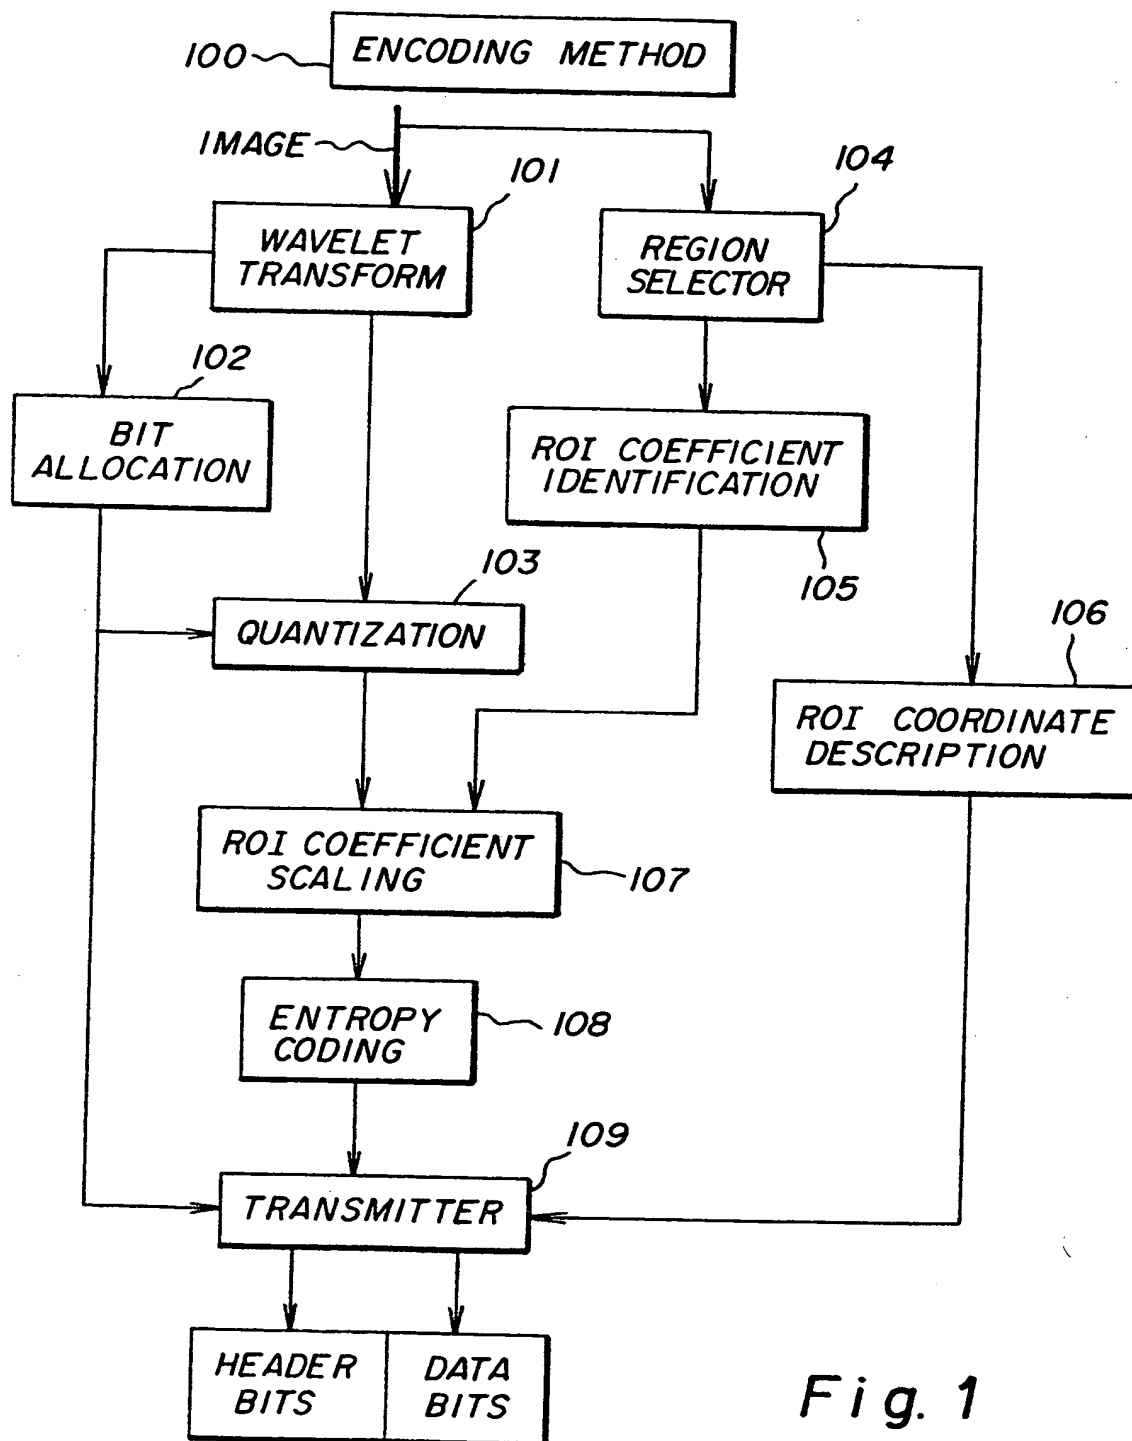 100
ENCODING METHOD
IMAGE
101
104
WAVELET
TRANSFORM
REGION
SELECTOR
102
BIT
ALLOCATION
ROI COEFFICIENT
IDENTIFICATION
103
105
QUANTIZATION
106
ROI COORDINATE
DESCRIPTION
ROI COEFFICIENT
SCALING
107
ENTROPY
CODING
108
109
TRANSMITTER
HEADER
BITS
DATA
BITS
Fig. 1